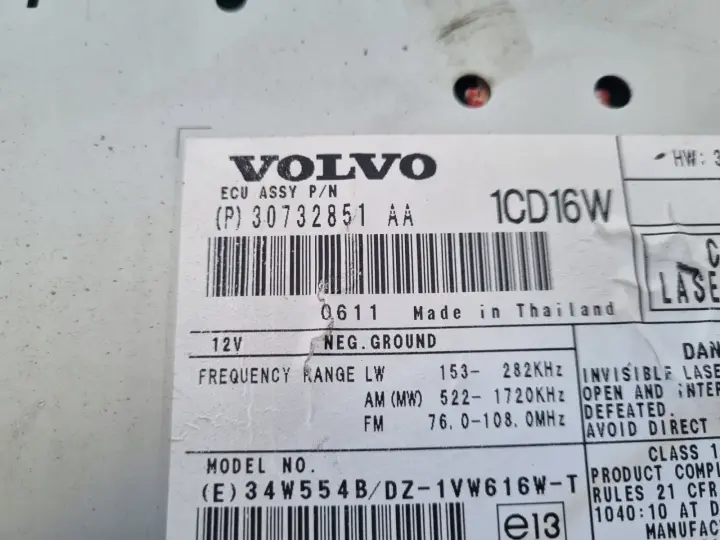 VOLVO
ECU ASSY P/N
(P) 30732851 AA 1CD16W
HW: 3
0611 Made in Thailand
LASE
12V NEG. GROUND
FREQUENCY RANGE LW 153- 282KHz
AM (MW) 522- 1720KHz
FM 76.0-108.0MHz
DAN
INVISIBLE LASE
OPEN AND INTER
DEFEATED.
AVOID DIRECT
MODEL NO.
(E) 34W554B/DZ-1VW616W-T
e13
CLASS 1
PRODUCT COMPL
RULES 21 CFR
1040:10 AT D
MANUFAC